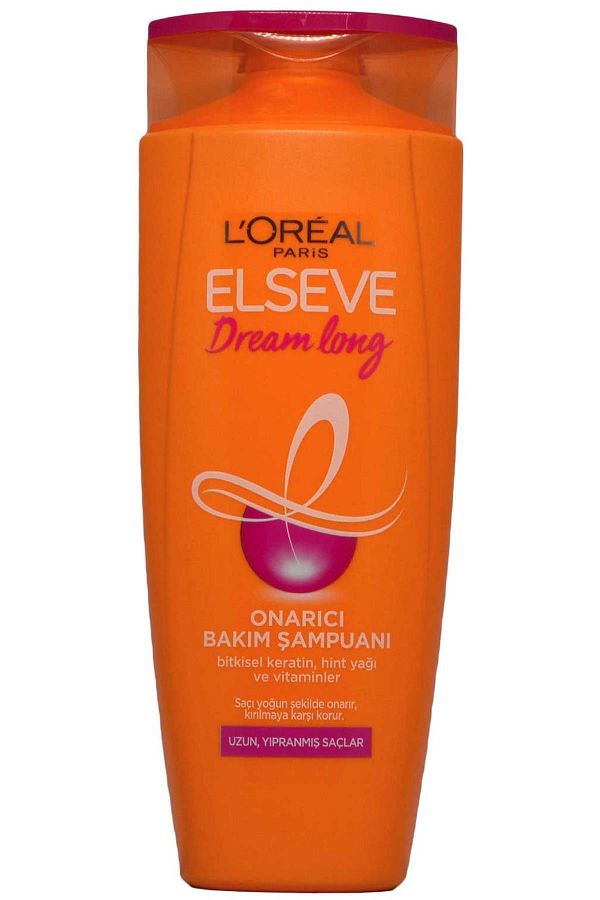 L'ORÉAL
PARİS
ELSEVE
Dream long
ONARICI
BAKIM ŞAMPUANI
bitkisel keratin, hint yağı
ve vitaminler
Saçı yoğun şekilde onarır,
kırılmaya karşı korur.
UZUN, YIPRANMIŞ SAÇLAR